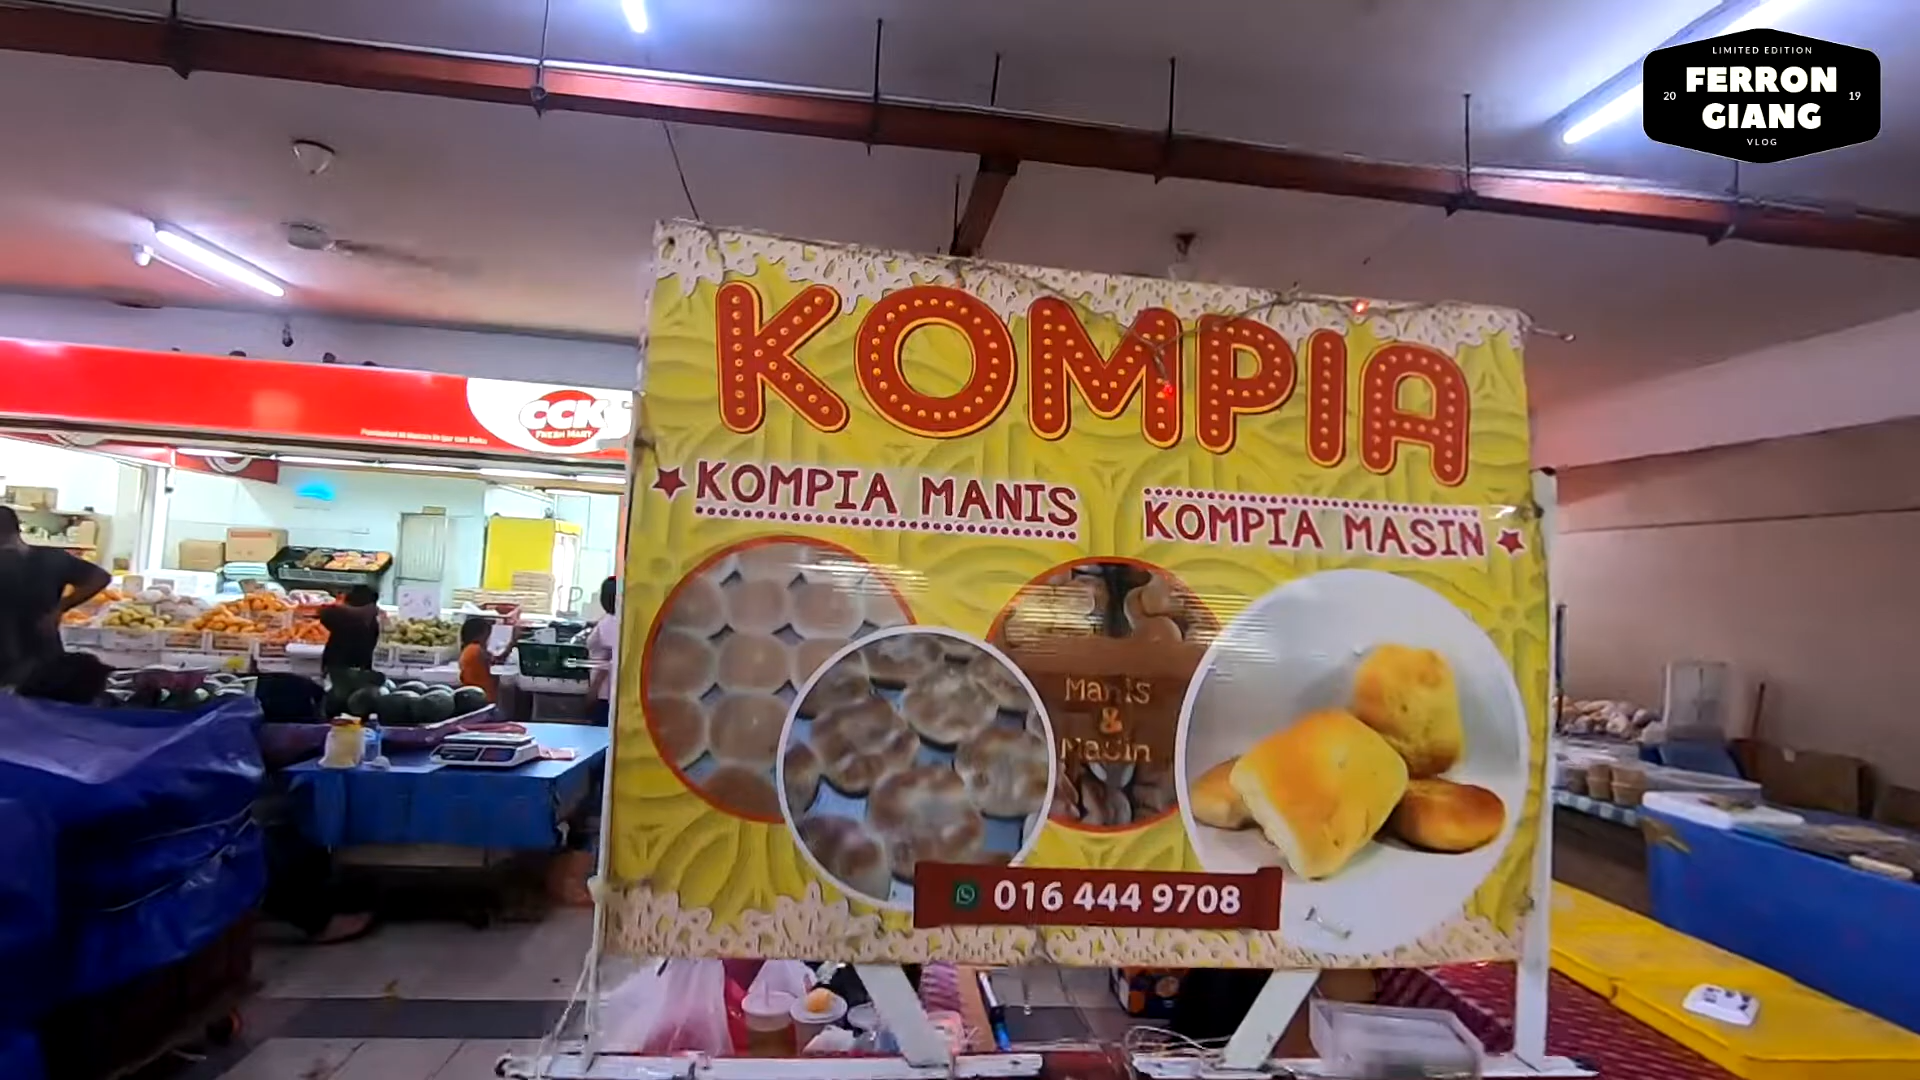 LIMITED EDITION
20 FERRON 19
GIANG
VLOG
KOMPIA
KOMPIA MANIS
KOMPIA MASIN
CCK
FRESH MART
Manis
&
Masin
016 444 9708